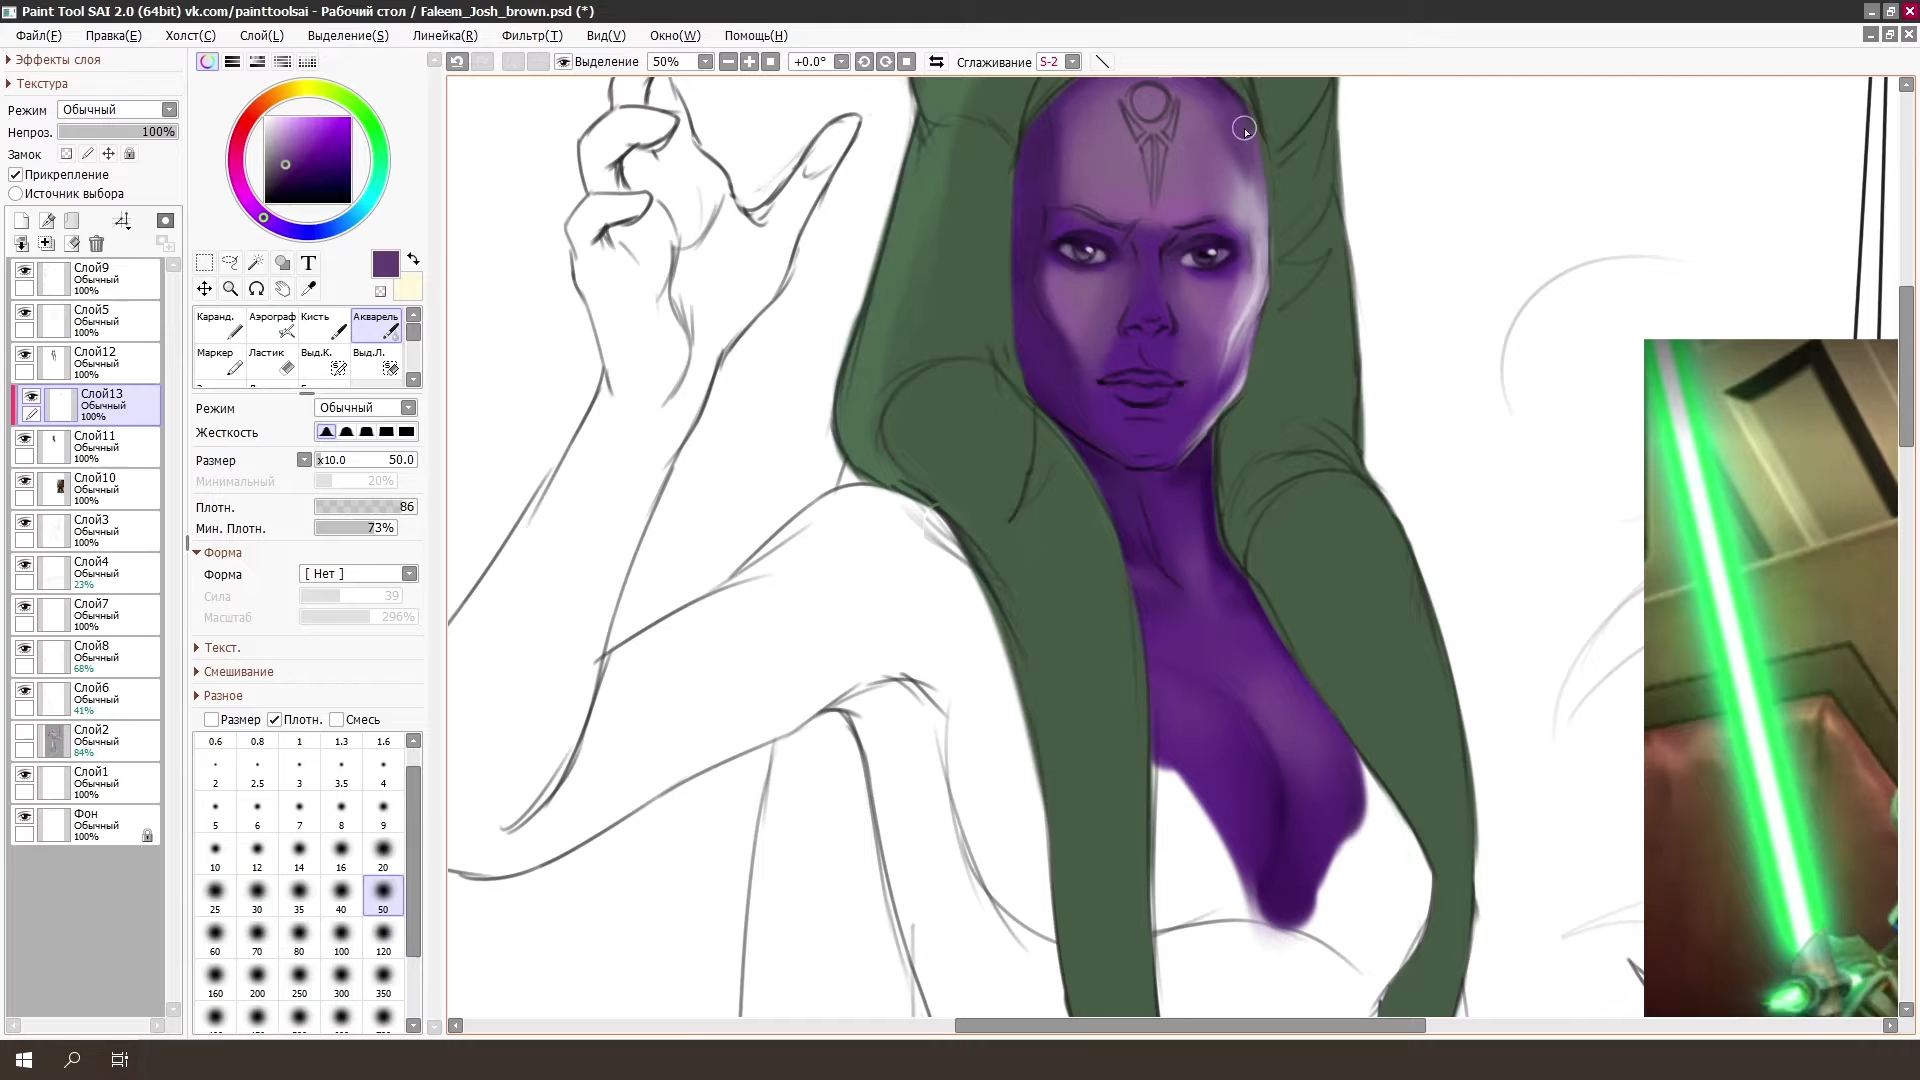 Paint Tool SAI 2.0 (64bit) vk.com/painttoolsai - Рабочий стол / Faleem_Josh_brown.psd (*)
Файл(F) Правка(E) Холст(C) Слой(L) Выделение(S) Линейка(R) Фильтр(T) Вид(V) Окно(W) Помощь(H)
Эффекты слоя
Текстура
Режим Обычный
Непроз. 100%
Замок
Прикрепление
Источник выбора
Выделение 50% +0.0° Сглаживание S-2
Слой9
Обычный
100%
Слой5
Обычный
100%
Слой12
Обычный
100%
Слой13
Обычный
100%
Слой11
Обычный
100%
Слой10
Обычный
100%
Слой3
Обычный
100%
Слой4
Обычный
23%
Слой7
Обычный
100%
Слой8
Обычный
68%
Слой6
Обычный
41%
Слой2
Обычный
84%
Слой1
Обычный
100%
Фон
Обычный
100%
T
Каранд. Аэрограф Кисть Акварель
Маркер Ластик Выд.К. Выд.Л.
Режим Обычный
Жесткость
Размер x10.0 50.0
Минимальный 20%
Плотн. 86
Мин. Плотн. 73%
Форма
Форма [ Нет ]
Сила 39
Масштаб 296%
Текст.
Смешивание
Разное
Размер Плотн. Смесь
0.6 0.8 1 1.3 1.6
2 2.5 3 3.5 4
5 6 7 8 9
10 12 14 16 20
25 30 35 40 50
60 70 80 100 120
160 200 250 300 350